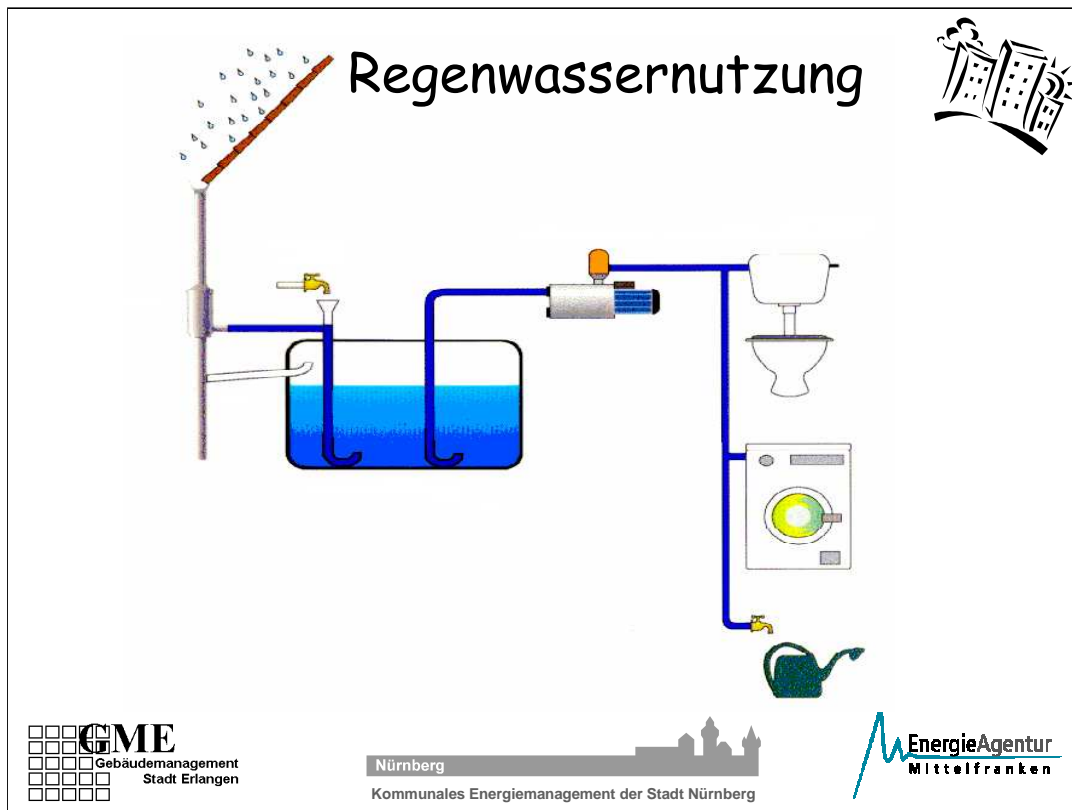 Regenwassernutzung
GME
Gebäudemanagement
Stadt Erlangen
Nürnberg
Kommunales Energiemanagement der Stadt Nürnberg
EnergieAgentur
Mittelfranken